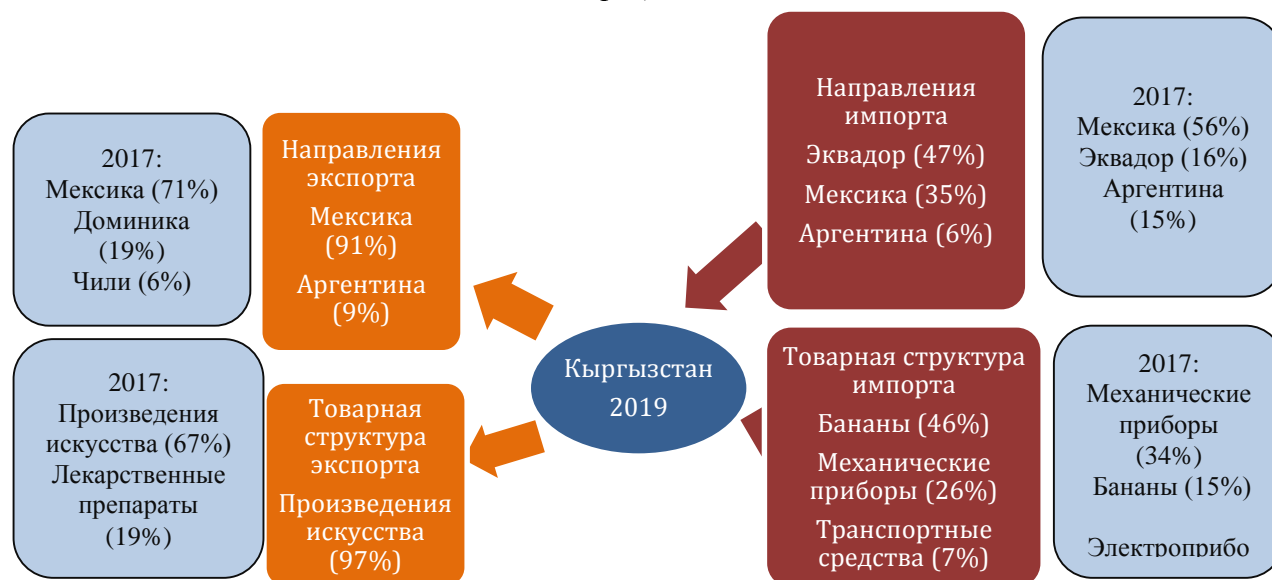 2017:
Мексика (71%)
Доминика
(19%)
Чили (6%)
Направления
экспорта
Мексика
(91%)
Аргентина
(9%)
Направления
импорта
Эквадор (47%)
Мексика (35%)
Аргентина (6%)
2017:
Мексика (56%)
Эквадор (16%)
Аргентина
(15%)
Кыргызстан
2019
2017:
Произведения
искусства (67%)
Лекарственные
препараты
(19%)
Товарная
структура
экспорта
Произведения
искусства
(97%)
Товарная структура
импорта
Бананы (46%)
Механические
приборы (26%)
Транспортные
средства (7%)
2017:
Механические
приборы
(34%)
Бананы (15%)
Электроприбо